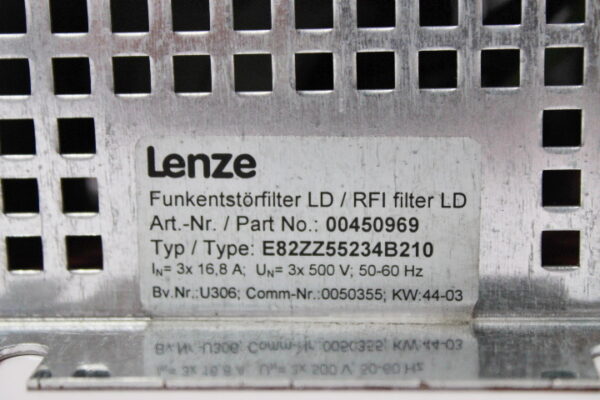 Lenze
Funkentstörfilter LD / RFI filter LD
Art.-Nr. / Part No.: 00450969
Typ / Type: E82ZZ55234B210
IN= 3x 16,8 A; UN= 3x 500 V; 50-60 Hz
Bv.Nr.:U306; Comm-Nr.:0050355; KW:44-03